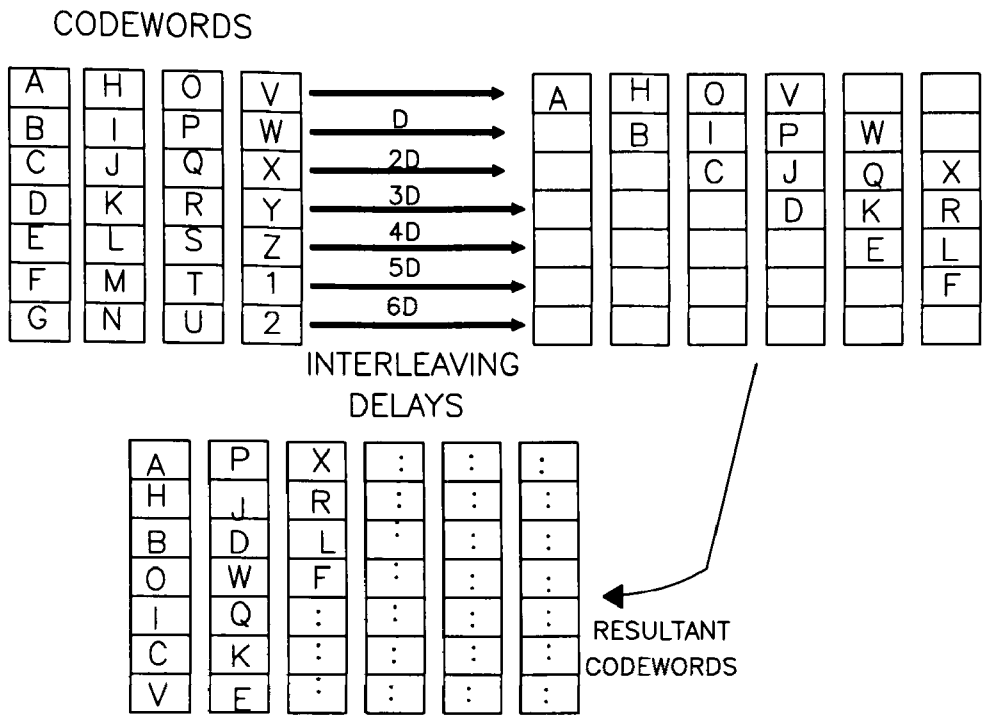 CODEWORDS
A H O V A H O V
B I P W D B I P W
C J Q X 2D C J Q X
D K R Y 3D D K R
E L S Z 4D E L
F M T 1 5D F
G N U 2 6D
INTERLEAVING
DELAYS
A P X : : :
H J R : : :
B D L : : :
O W F : : :
I Q : : : :
C K : : : :
V E : : : :
RESULTANT
CODEWORDS